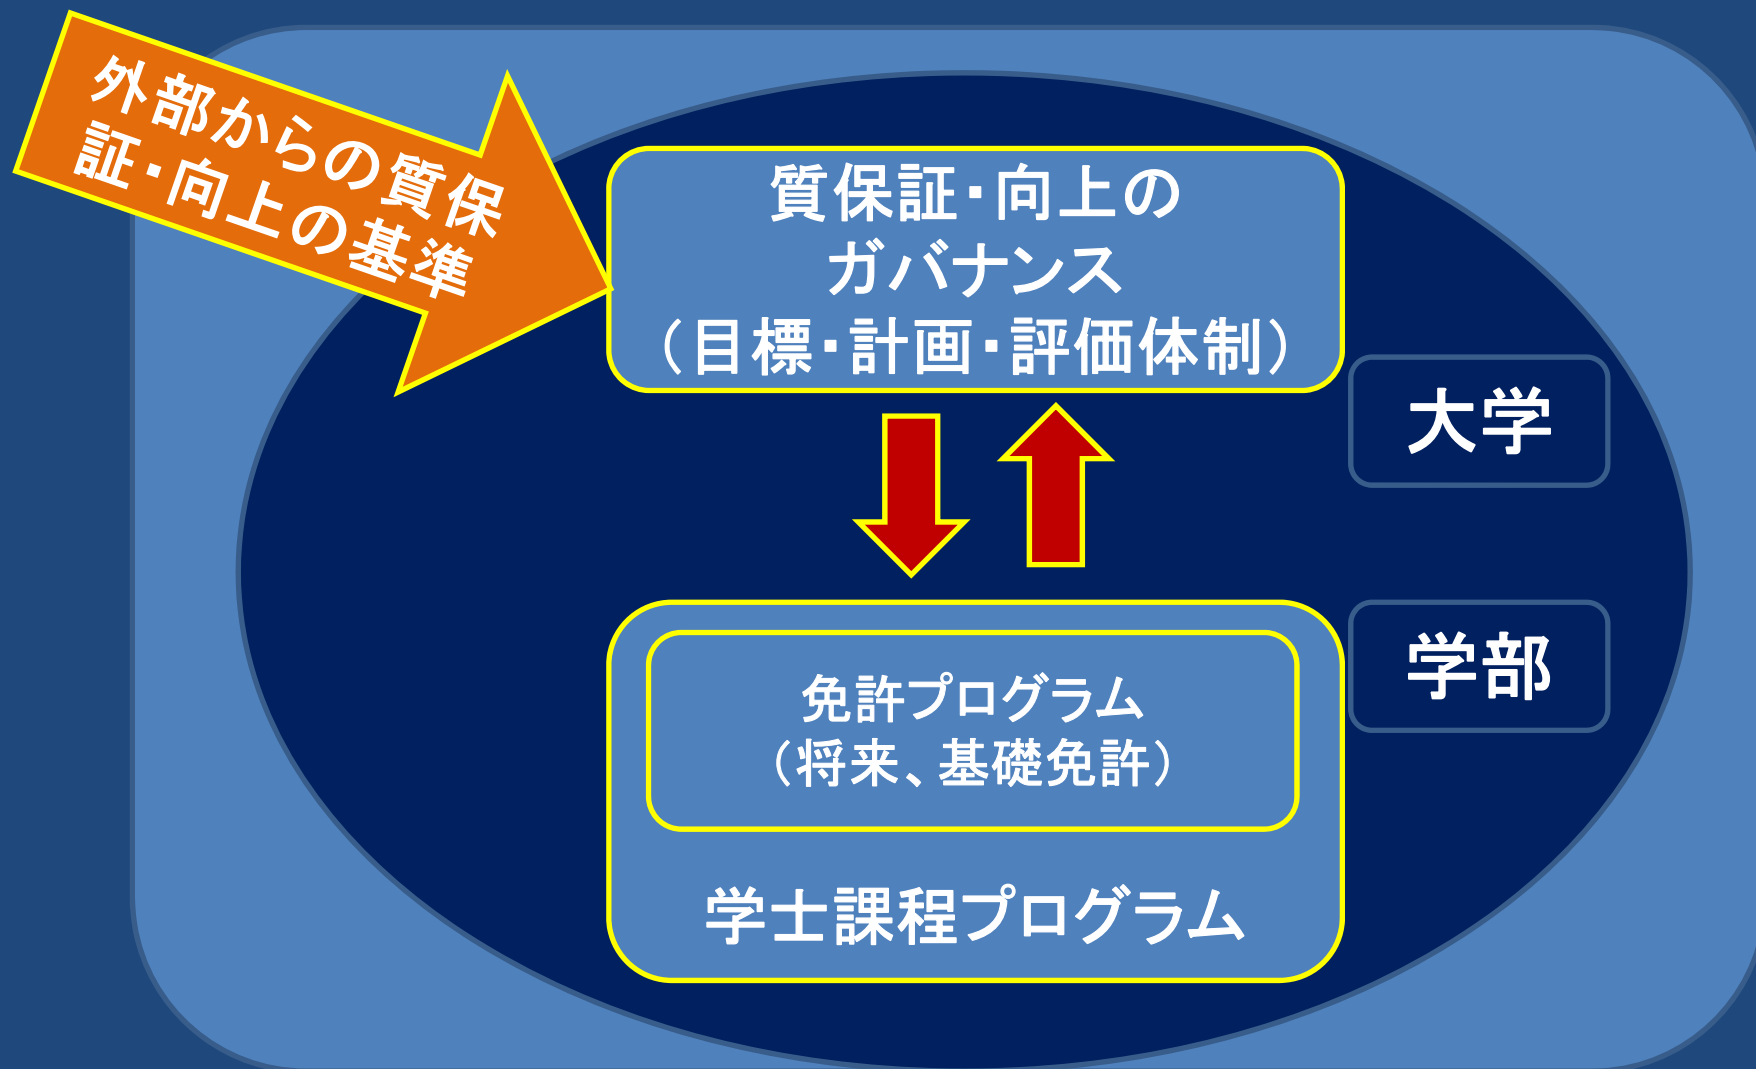 外部からの質保
証・向上の基準
質保証・向上の
ガバナンス
（目標・計画・評価体制）
大学
学部
免許プログラム
（将来、基礎免許）
学士課程プログラム